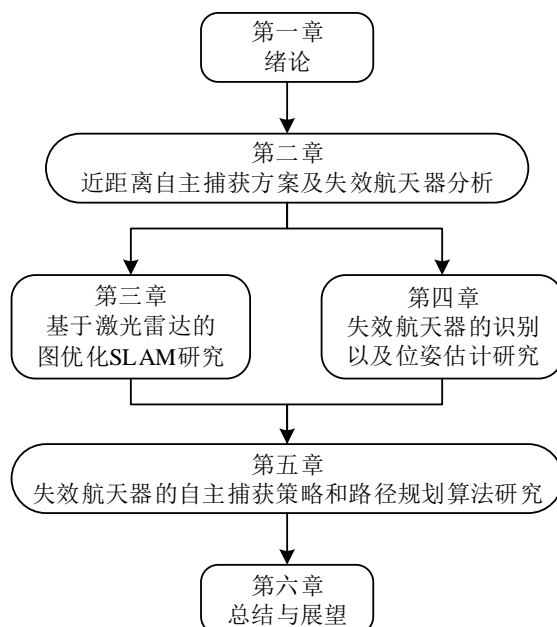 第一章
绪论
第二章
近距离自主捕获方案及失效航天器分析
第三章
基于激光雷达的
图优化SLAM研究
第四章
失效航天器的识别
以及位姿估计研究
第五章
失效航天器的自主捕获策略和路径规划算法研究
第六章
总结与展望